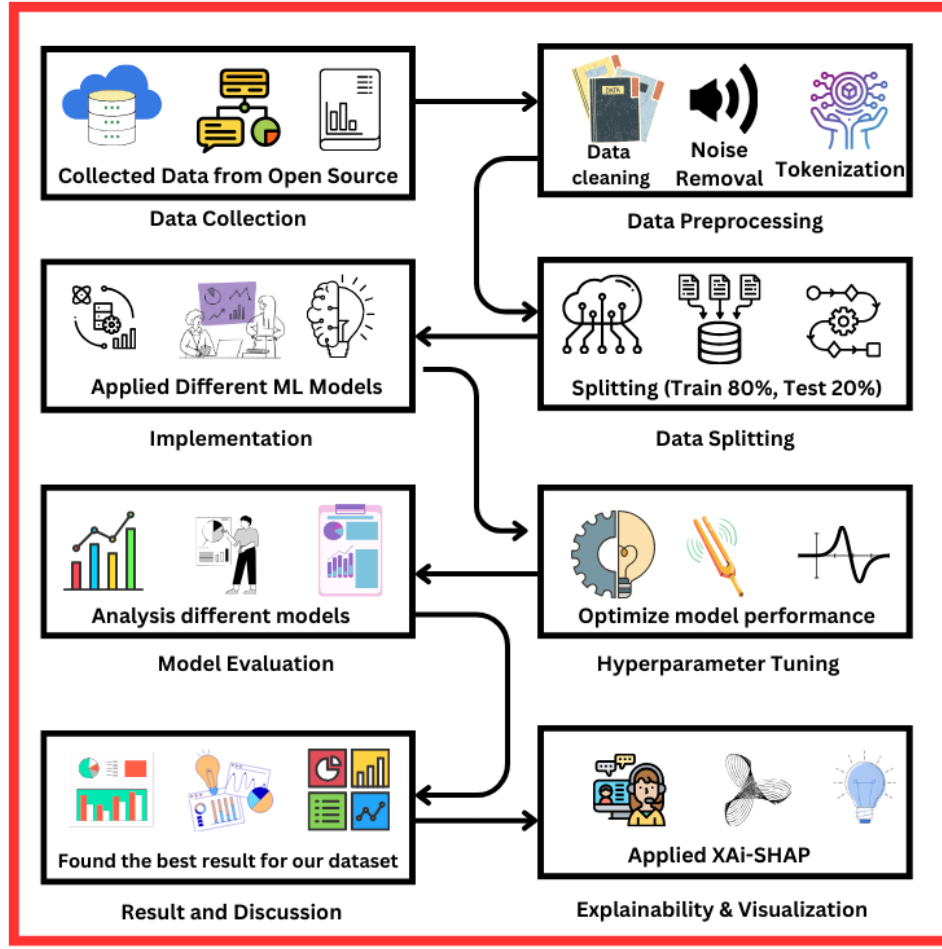 Collected Data from Open Source
Data Collection
DATA
Data
cleaning
Noise
Removal
Tokenization
Data Preprocessing
Applied Different ML Models
Implementation
Splitting (Train 80%, Test 20%)
Data Splitting
Analysis different models
Model Evaluation
Optimize model performance
Hyperparameter Tuning
Found the best result for our dataset
Result and Discussion
Applied XAi-SHAP
Explainability & Visualization